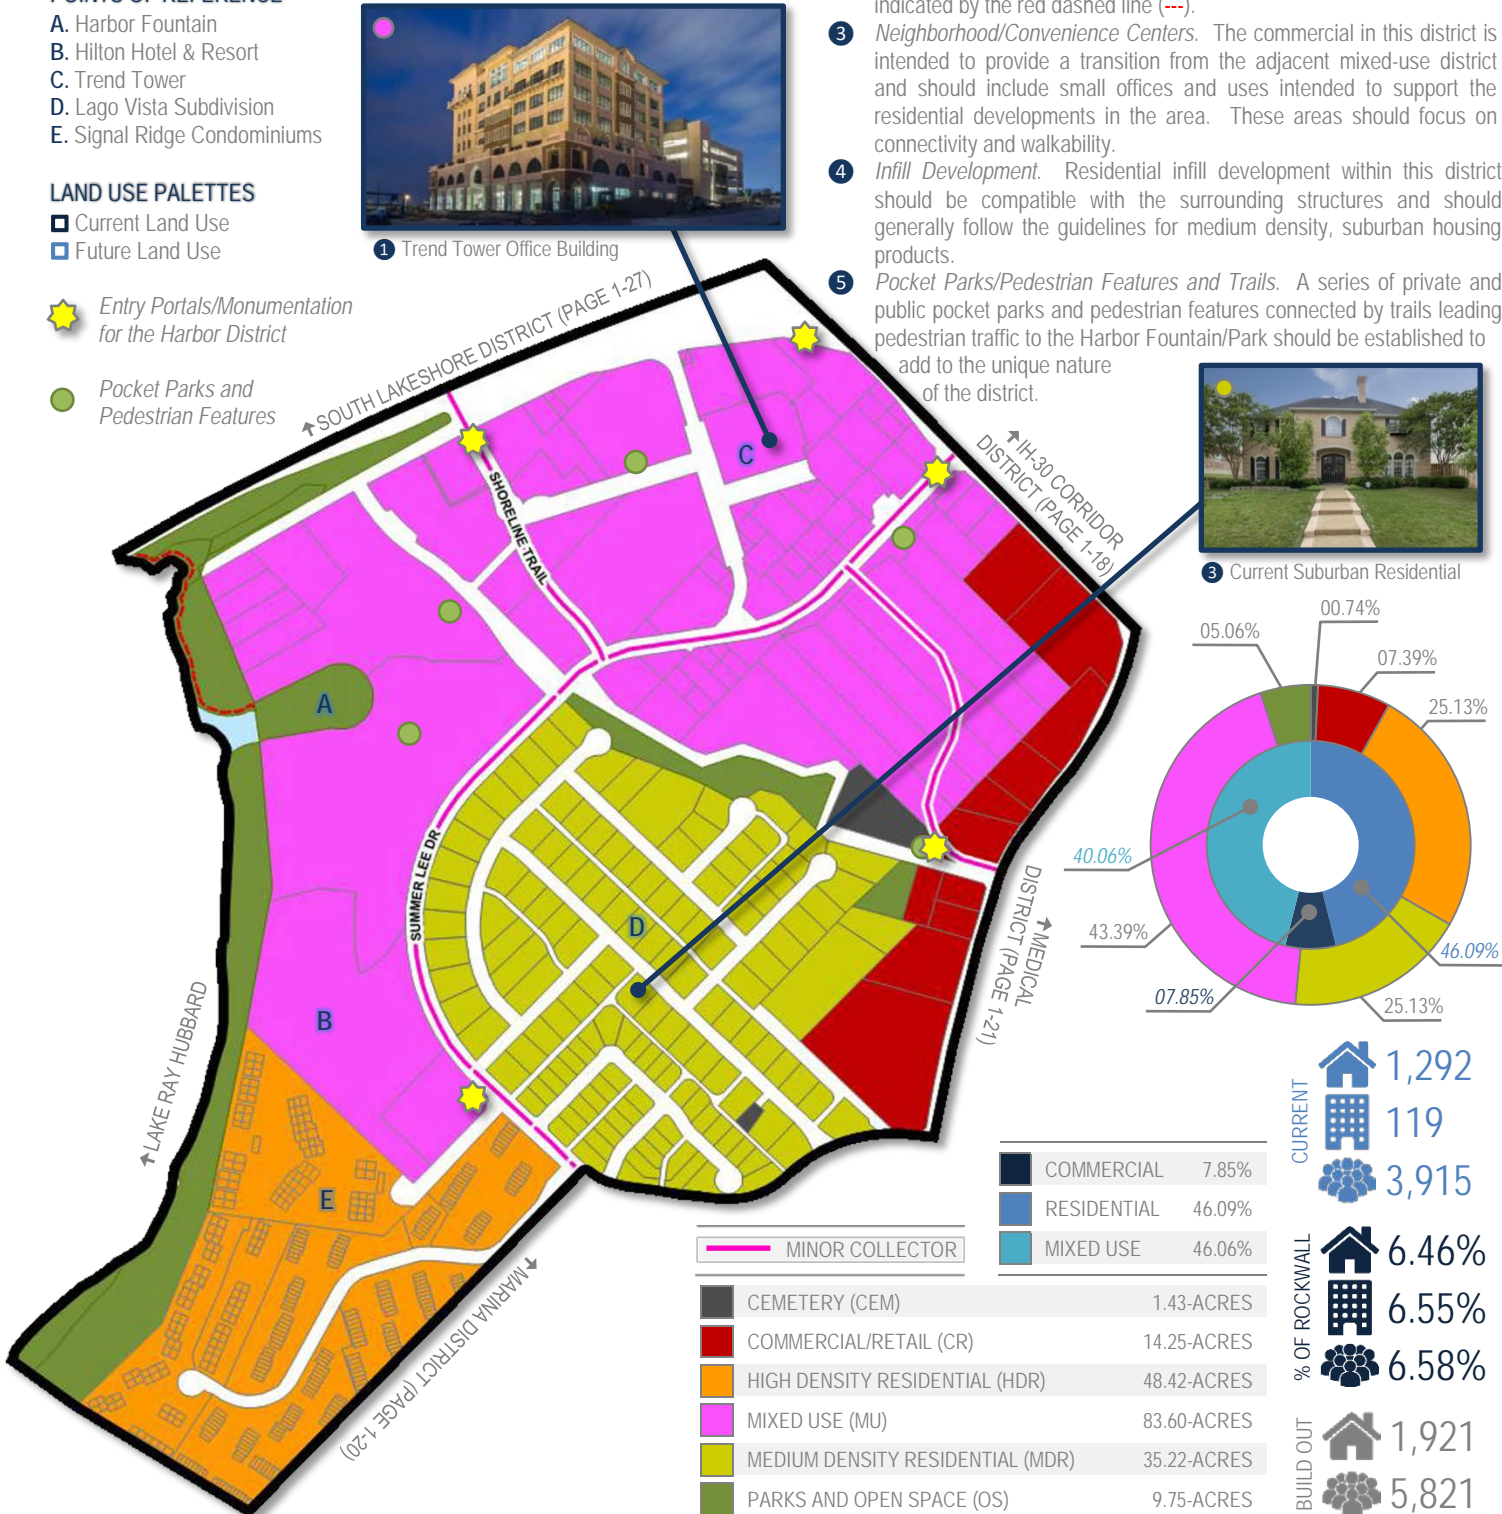 POINTS OF REFERENCE
A. Harbor Fountain
B. Hilton Hotel & Resort
C. Trend Tower
D. Lago Vista Subdivision
E. Signal Ridge Condominiums
LAND USE PALETTES
Current Land Use
Future Land Use
Entry Portals/Monumentation
for the Harbor District
Pocket Parks and
Pedestrian Features
1 Trend Tower Office Building
indicated by the red dashed line (---).
3 Neighborhood/Convenience Centers. The commercial in this district is
intended to provide a transition from the adjacent mixed-use district
and should include small offices and uses intended to support the
residential developments in the area. These areas should focus on
connectivity and walkability.
4 Infill Development. Residential infill development within this district
should be compatible with the surrounding structures and should
generally follow the guidelines for medium density, suburban housing
products.
5 Pocket Parks/Pedestrian Features and Trails. A series of private and
public pocket parks and pedestrian features connected by trails leading
pedestrian traffic to the Harbor Fountain/Park should be established to
add to the unique nature
of the district.
3 Current Suburban Residential
SOUTH LAKESHORE DISTRICT (PAGE 1-27)
IH-30 CORRIDOR
DISTRICT (PAGE 1-18)
SHORELINE TRAIL
SUMMER LEE DR
A
B
C
D
E
LAKE RAY HUBBARD
MEDICAL
DISTRICT (PAGE 1-21)
MARINA DISTRICT (PAGE 1-20)
00.74%
05.06%
07.39%
25.13%
40.06%
43.39%
46.09%
07.85%
25.13%
COMMERCIAL 7.85%
RESIDENTIAL 46.09%
MIXED USE 46.06%
MINOR COLLECTOR
CEMETERY (CEM) 1.43-ACRES
COMMERCIAL/RETAIL (CR) 14.25-ACRES
HIGH DENSITY RESIDENTIAL (HDR) 48.42-ACRES
MIXED USE (MU) 83.60-ACRES
MEDIUM DENSITY RESIDENTIAL (MDR) 35.22-ACRES
PARKS AND OPEN SPACE (OS) 9.75-ACRES
CURRENT
1,292
119
3,915
% OF ROCKWALL
6.46%
6.55%
6.58%
BUILD OUT
1,921
5,821